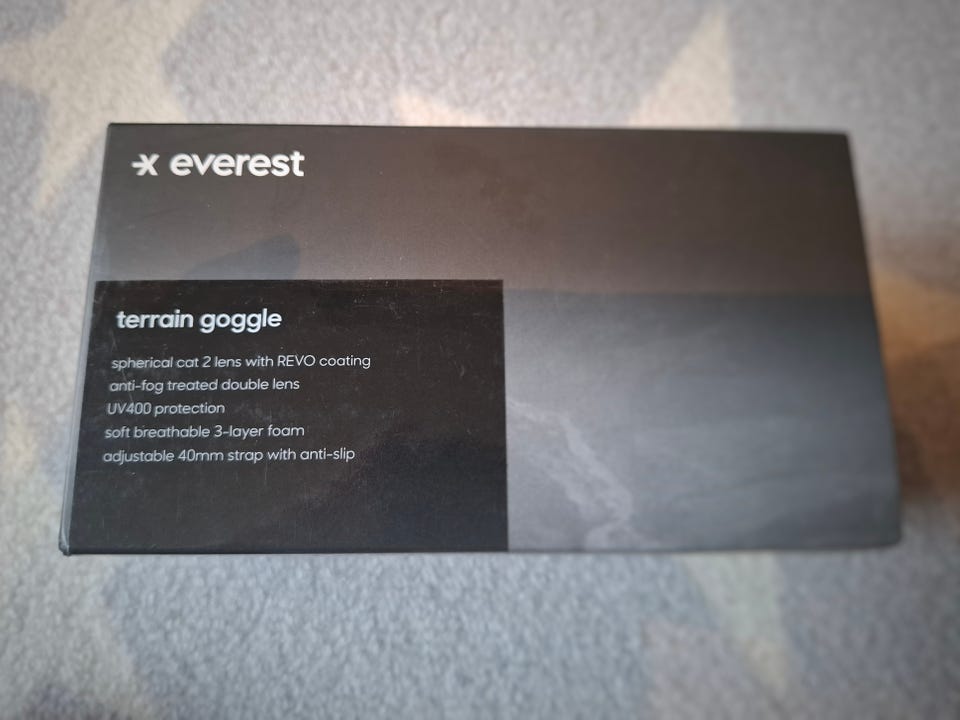 x everest
terrain goggle
spherical cat 2 lens with REVO coating
anti-fog treated double lens
UV400 protection
soft breathable 3-layer foam
adjustable 40mm strap with anti-slip